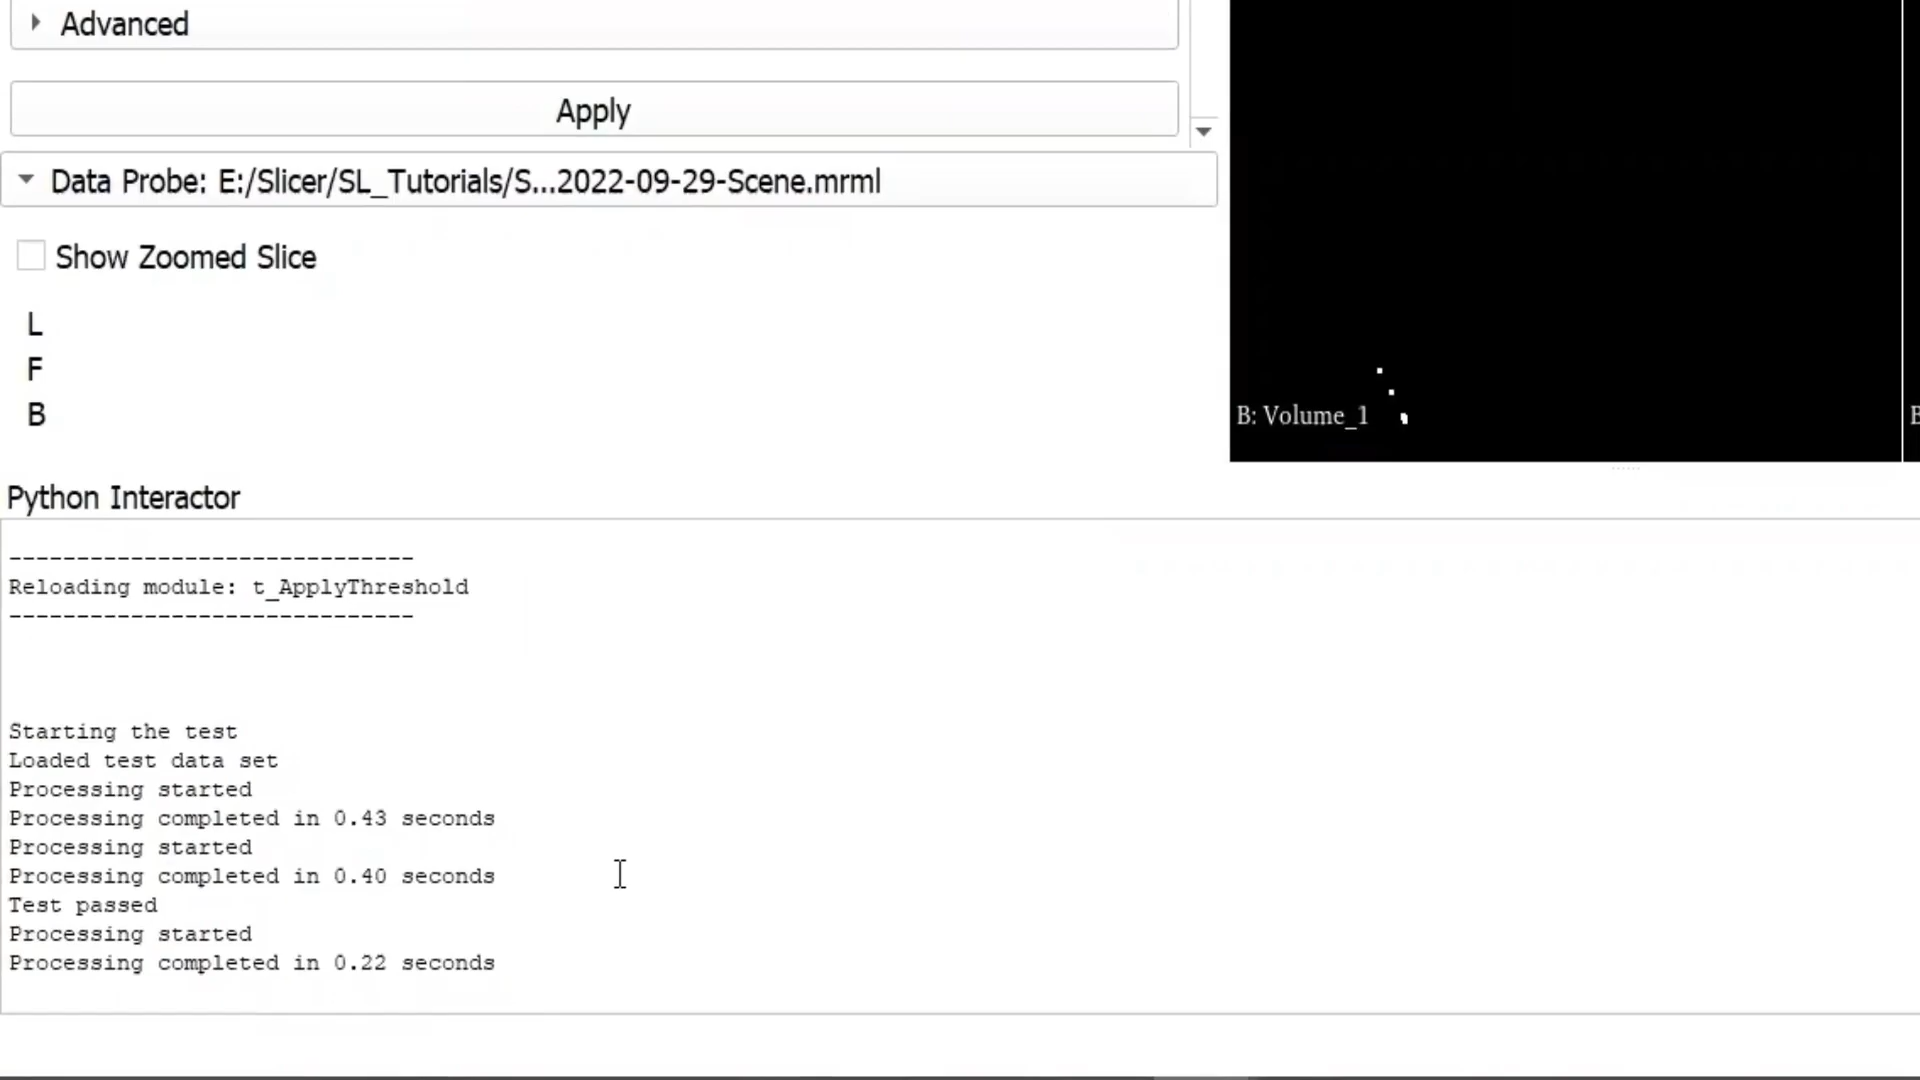 Advanced
Apply
Data Probe: E:/Slicer/SL_Tutorials/S...2022-09-29-Scene.mrml
Show Zoomed Slice
L
F
B
B: Volume_1
Python Interactor
------------------------------
Reloading module: t_ApplyThreshold
------------------------------
Starting the test
Loaded test data set
Processing started
Processing completed in 0.43 seconds
Processing started
Processing completed in 0.40 seconds
Test passed
Processing started
Processing completed in 0.22 seconds